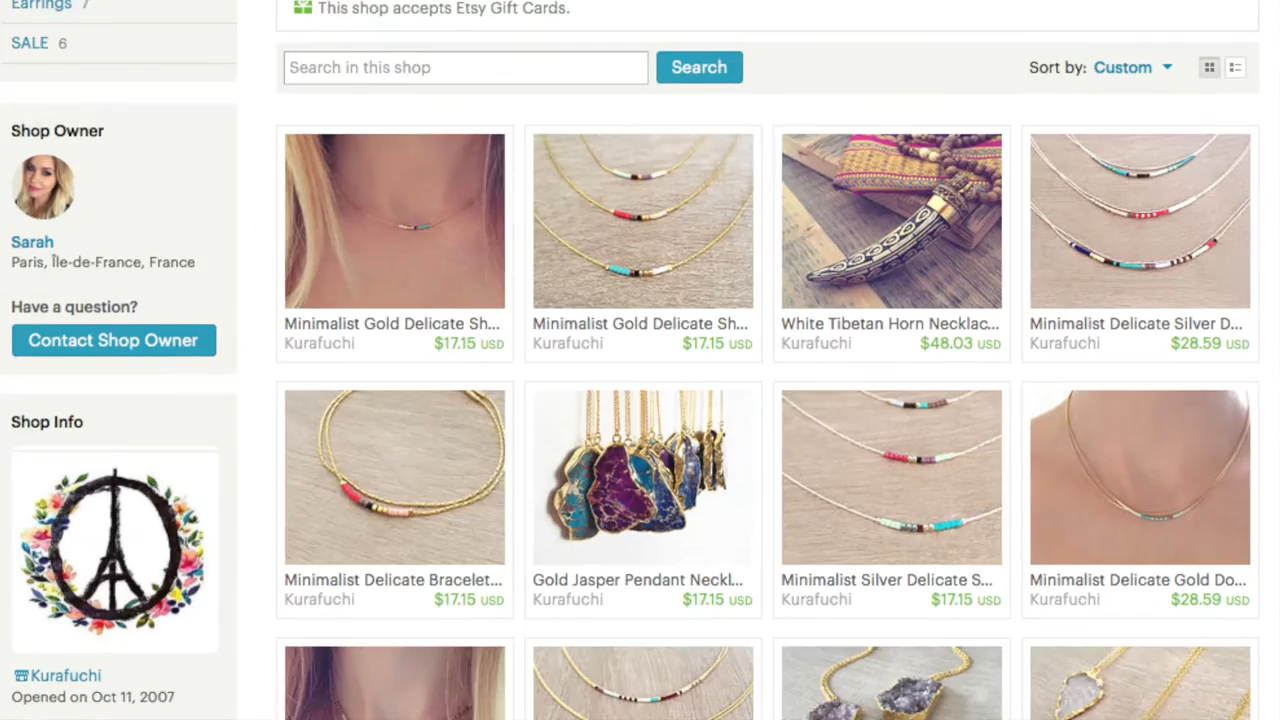 Earrings 7
SALE 6
Shop Owner
Sarah
Paris, Île-de-France, France
Have a question?
Contact Shop Owner
Shop Info
Kurafuchi
Opened on Oct 11, 2007
This shop accepts Etsy Gift Cards.
Search in this shop
Search
Sort by: Custom
Minimalist Gold Delicate Sh...
Kurafuchi $17.15 USD
Minimalist Gold Delicate Sh...
Kurafuchi $17.15 USD
White Tibetan Horn Necklac...
Kurafuchi $48.03 USD
Minimalist Delicate Silver D...
Kurafuchi $28.59 USD
Minimalist Delicate Bracelet...
Kurafuchi $17.15 USD
Gold Jasper Pendant Neckl...
Kurafuchi $17.15 USD
Minimalist Silver Delicate S...
Kurafuchi $17.15 USD
Minimalist Delicate Gold Do...
Kurafuchi $28.59 USD